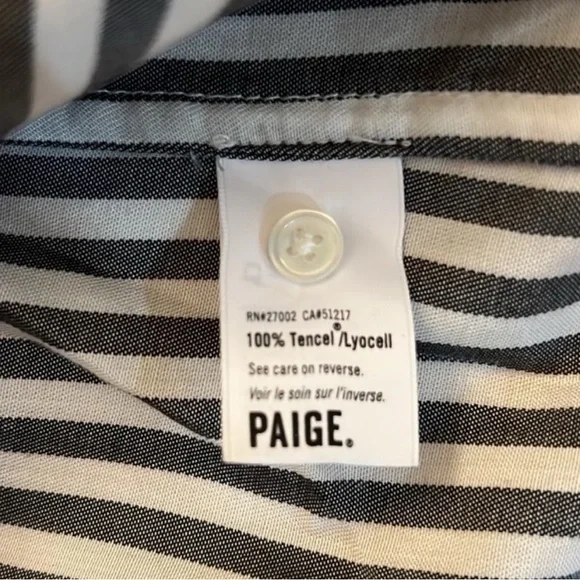 RN#27002 CA#51217
100% Tencel®/Lyocell
See care on reverse.
Voir le soin sur l'inverse.
PAIGE®